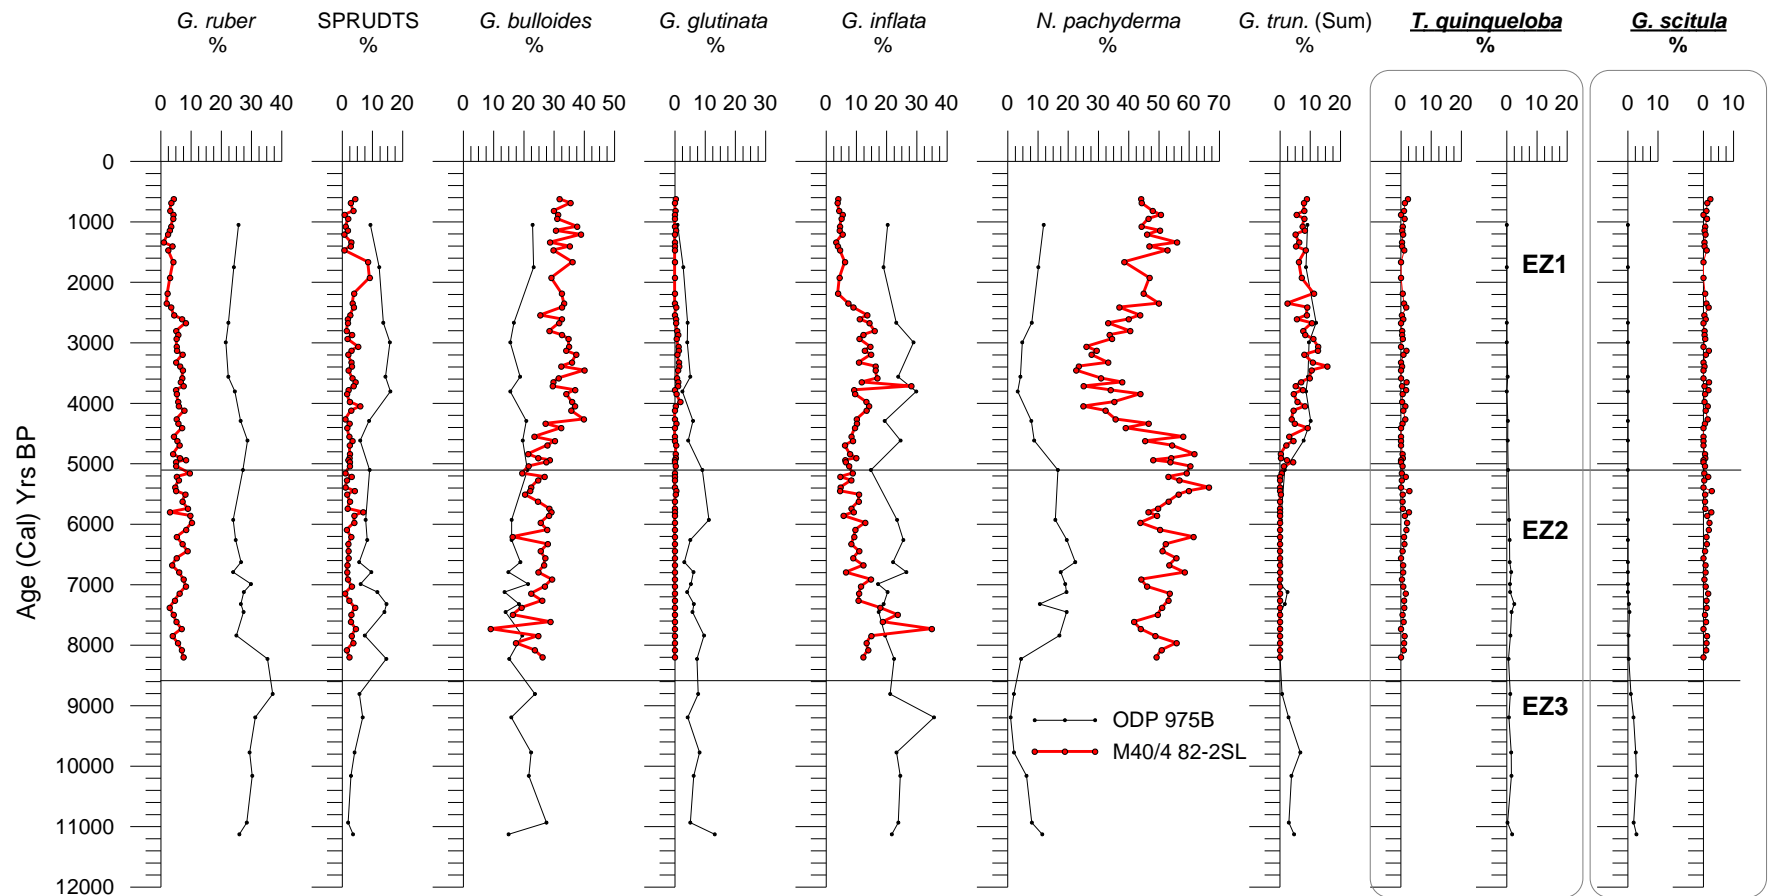 G. ruber SPRUDTS G. bulloides G. glutinata G. inflata N. pachyderma G. trun. (Sum) T. quinqueloba G. scitula
% % % % % % % % %
0 10 20 30 40 0 10 20 0 10 20 30 40 50 0 10 20 30 0 10 20 30 40 0 10 20 30 40 50 60 70 0 10 20 0 10 20 0 10 20 0 10 0 10
0
1000
EZ1
2000
3000
4000
5000
EZ2
6000
7000
8000
EZ3
9000
ODP 975B
M40/4 82-2SL
10000
11000
12000
Age (Cal) Yrs BP